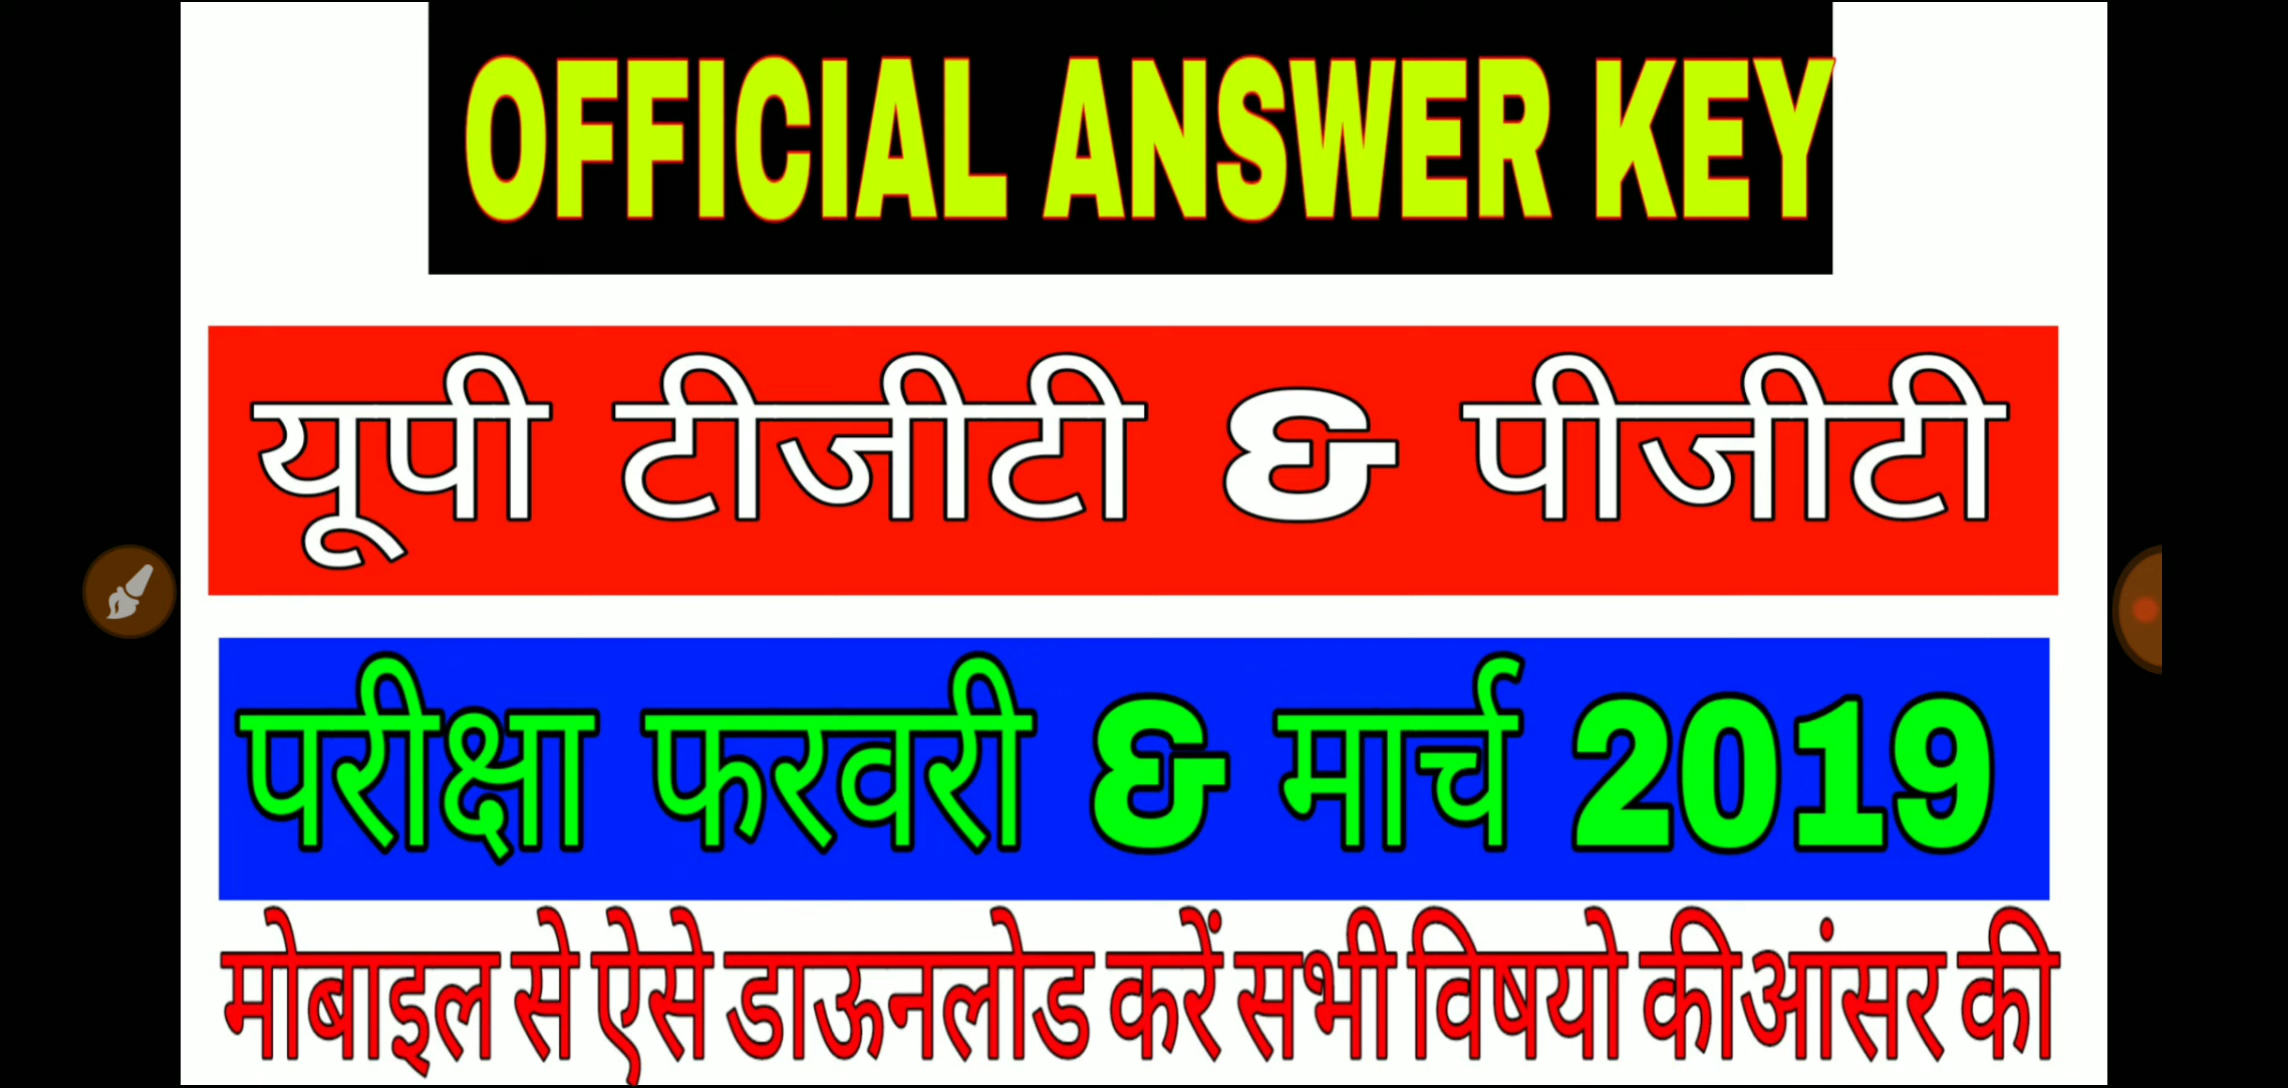 OFFICIAL ANSWER KEY
यूपी टीजीटी & पीजीटी
परीक्षा फरवरी & मार्च 2019
मोबाइल से ऐसे डाऊनलोड करें सभी विषयो कीआंसर की